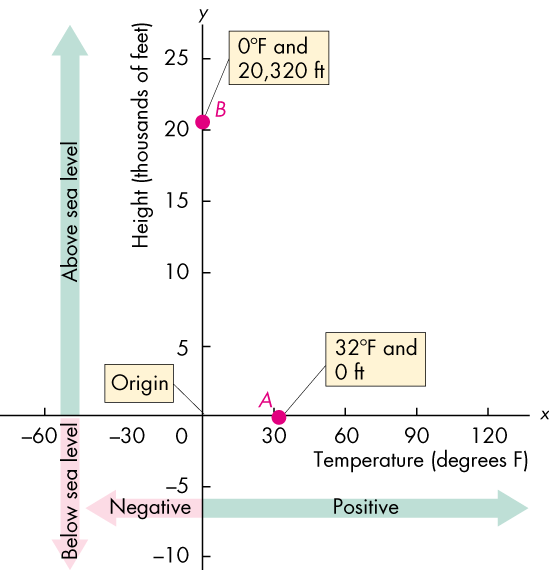 y
25
0°F and
20,320 ft
B
20
Height (thousands of feet)
Above sea level
15
10
5
32°F and
0 ft
Origin
A
x
–60
–30
0
30
60
90
120
Temperature (degrees F)
Below sea level
–5
Negative
Positive
–10